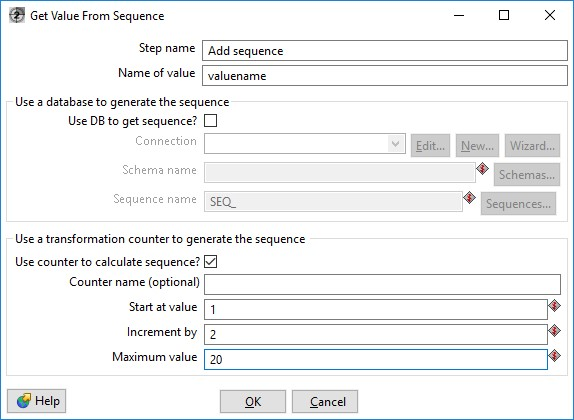 Get Value From Sequence
Step name Add sequence
Name of value valuename
Use a database to generate the sequence
Use DB to get sequence?
Connection Edit... New... Wizard...
Schema name Schemas...
Sequence name SEQ_ Sequences...
Use a transformation counter to generate the sequence
Use counter to calculate sequence?
Counter name (optional)
Start at value 1
Increment by 2
Maximum value 20
Help OK Cancel